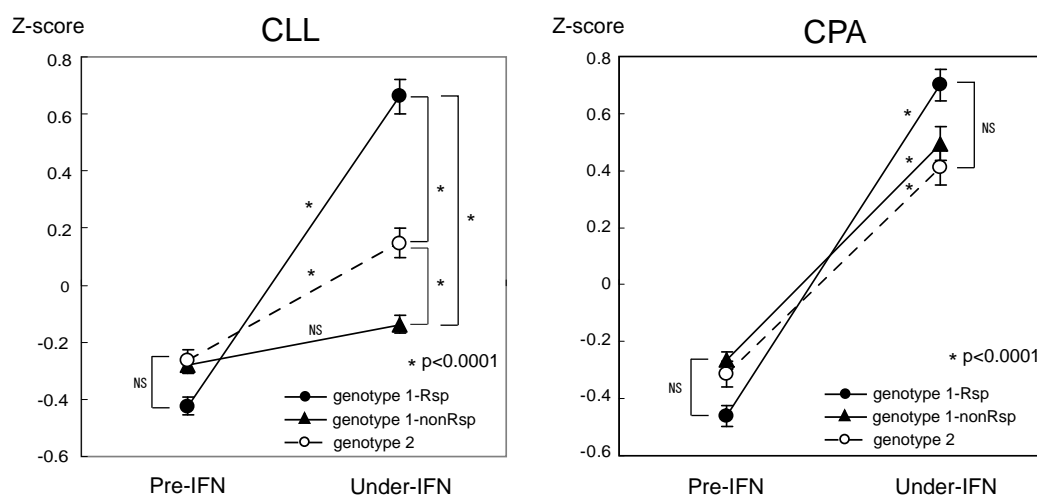 Z-score
CLL
0.8
0.6
0.4
0.2
0
-0.2
-0.4
-0.6
*
*
NS
*
*
*
NS
* p<0.0001
genotype 1-Rsp
genotype 1-nonRsp
genotype 2
Pre-IFN
Under-IFN
Z-score
CPA
0.8
0.6
0.4
0.2
0
-0.2
-0.4
-0.6
*
*
*
NS
NS
* p<0.0001
genotype 1-Rsp
genotype 1-nonRsp
genotype 2
Pre-IFN
Under-IFN